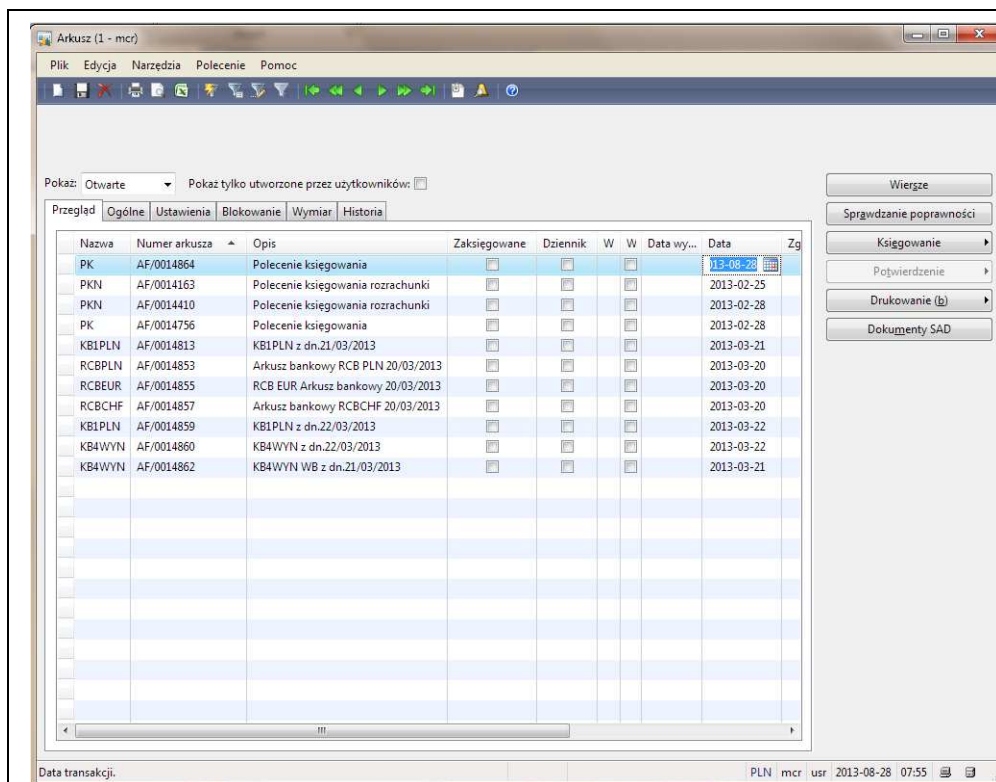 Arkusz (1 - mcr)
Plik Edycja Narzędzia Polecenie Pomoc
Pokaż: Otwarte Pokaż tylko utworzone przez użytkowników:
Przegląd Ogólne Ustawienia Blokowanie Wymiar Historia
Nazwa Numer arkusza Opis Zaksięgowane Dziennik W W Data wy... Data Zg
PK AF/0014864 Polecenie księgowania 013-08-28
PKN AF/0014163 Polecenie księgowania rozrachunki 2013-02-25
PKN AF/0014410 Polecenie księgowania rozrachunki 2013-02-28
PK AF/0014756 Polecenie księgowania 2013-02-28
KB1PLN AF/0014813 KB1PLN z dn.21/03/2013 2013-03-21
RCBPLN AF/0014853 Arkusz bankowy RCB PLN 20/03/2013 2013-03-20
RCBEUR AF/0014855 RCB EUR Arkusz bankowy 20/03/2013 2013-03-20
RCBCHF AF/0014857 Arkusz bankowy RCBCHF 20/03/2013 2013-03-20
KB1PLN AF/0014859 KB1PLN z dn.22/03/2013 2013-03-22
KB4WYN AF/0014860 KB4WYN z dn.22/03/2013 2013-03-22
KB4WYN AF/0014862 KB4WYN WB z dn.21/03/2013 2013-03-21
Wiersze
Sprawdzanie poprawności
Księgowanie
Potwierdzenie
Drukowanie (b)
Dokumenty SAD
Data transakcji. PLN mcr usr 2013-08-28 07:55